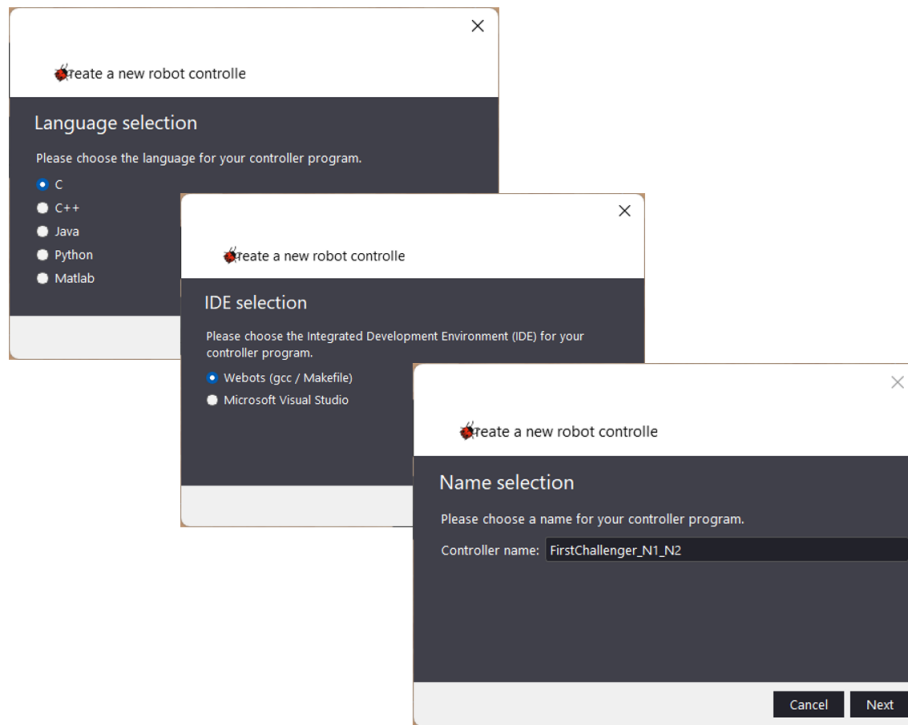 reate a new robot controlle
Language selection
Please choose the language for your controller program.
C
C++
Java
Python
Matlab
reate a new robot controlle
IDE selection
Please choose the Integrated Development Environment (IDE) for your
controller program.
Webots (gcc / Makefile)
Microsoft Visual Studio
reate a new robot controlle
Name selection
Please choose a name for your controller program.
Controller name: FirstChallenger_N1_N2
Cancel Next